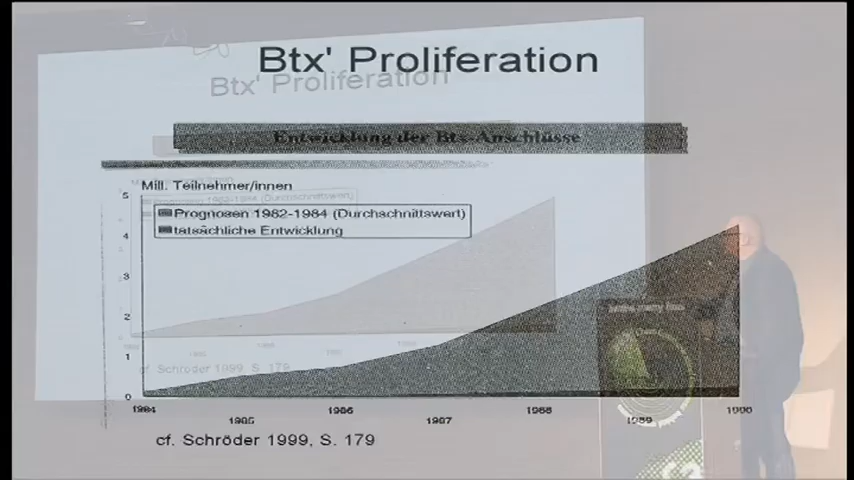 Btx' Proliferation
Btx' Proliferation
Entwicklung der Btx-Anschlüsse
Mill. Teilnehmer/innen
Prognosen 1982-1984 (Durchschnittswert)
tatsächliche Entwicklung
5
4
3
2
1
0
1984
1985
1986
1987
1988
1989
1990
cf. Schröder 1999, S. 179
cf. Schröder 1999, S. 179